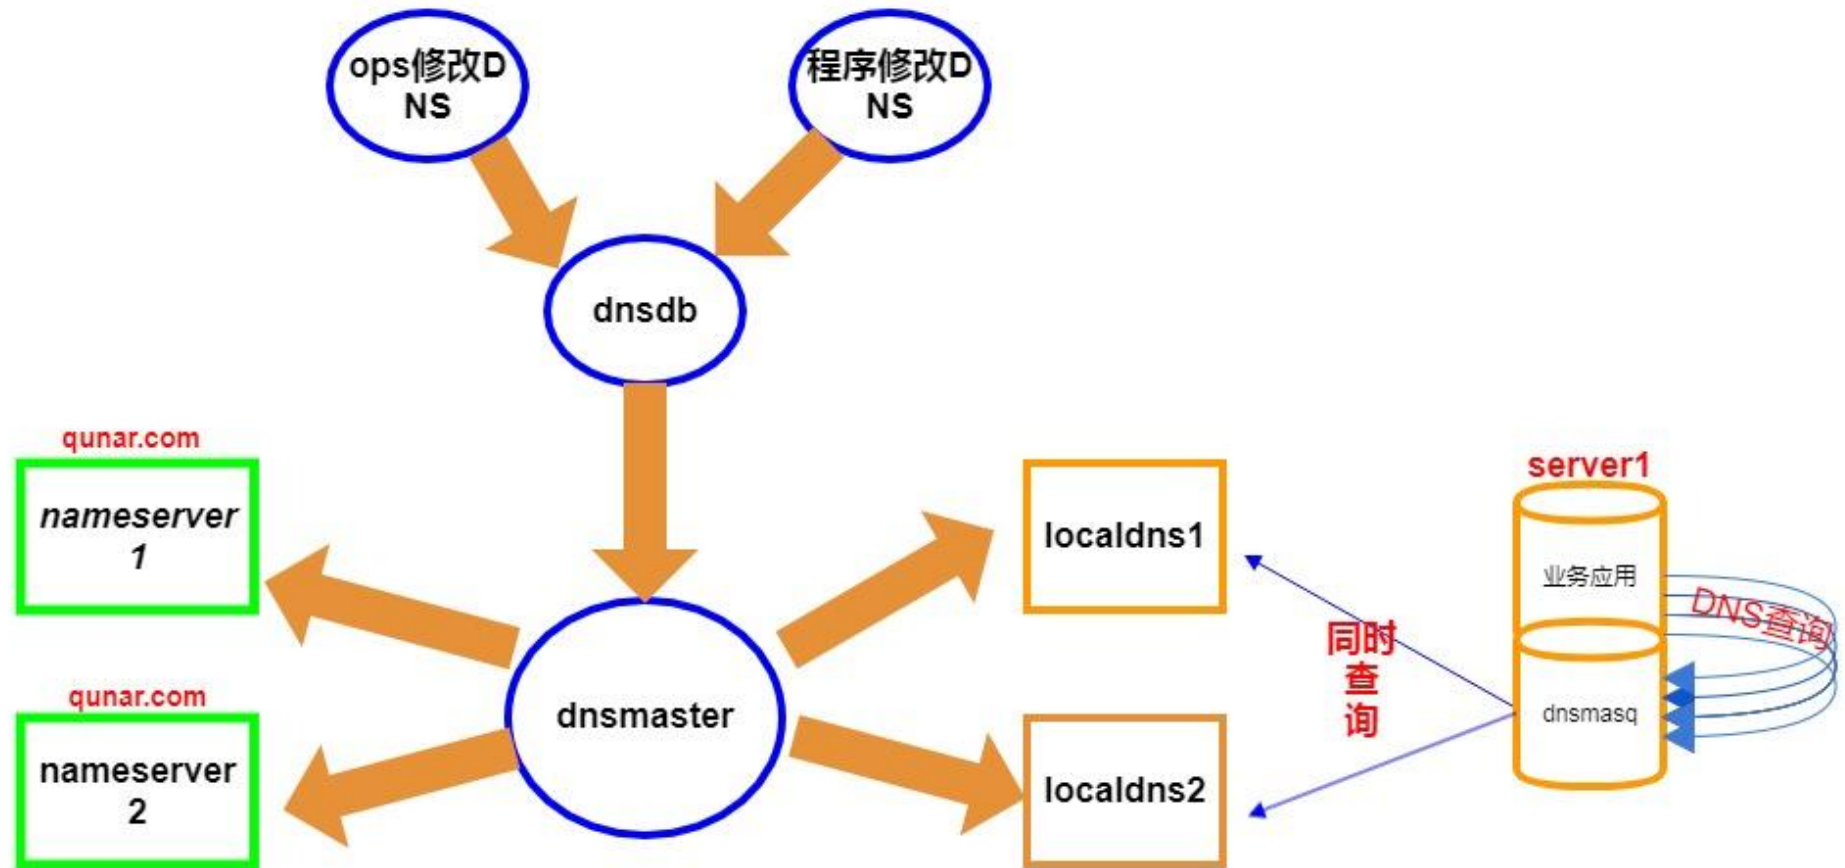 ops修改D
NS
程序修改D
NS
dnsdb
qunar.com
nameserver
1
qunar.com
nameserver
2
dnsmaster
localdns1
localdns2
同时
查
询
server1
业务应用
DNS查询
dnsmasq